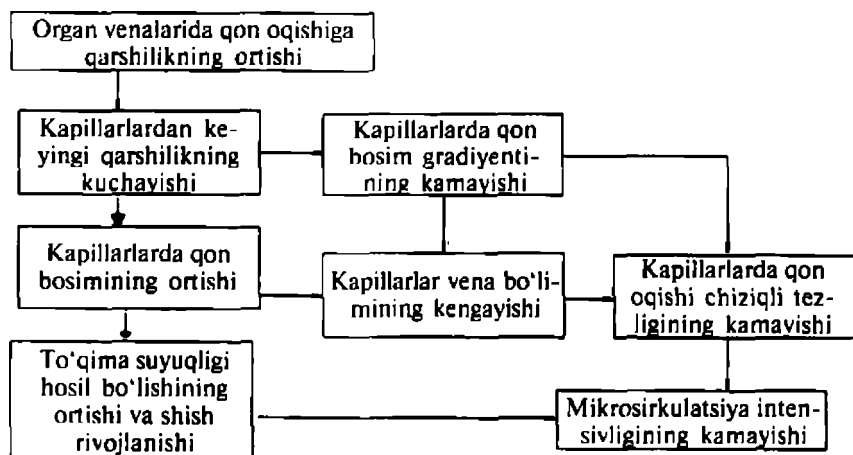 Organ venalarida qon oqishiga
qarshilikning ortishi
Kapillarlardan ke-
yingi qarshilikning
kuchayishi
Kapillarlarda qon
bosim gradiyenti-
ning kamayishi
Kapillarlarda qon
bosimining ortishi
Kapillarlar vena bo‘li-
mining kengayishi
Kapillarlarda qon
oqishi chiziqli tez-
ligining kamavishi
To‘qima suyuqligi
hosil bo‘lishining
ortishi va shish
rivojlanishi
Mikrosirkulatsiya inten-
sivligining kamayishi